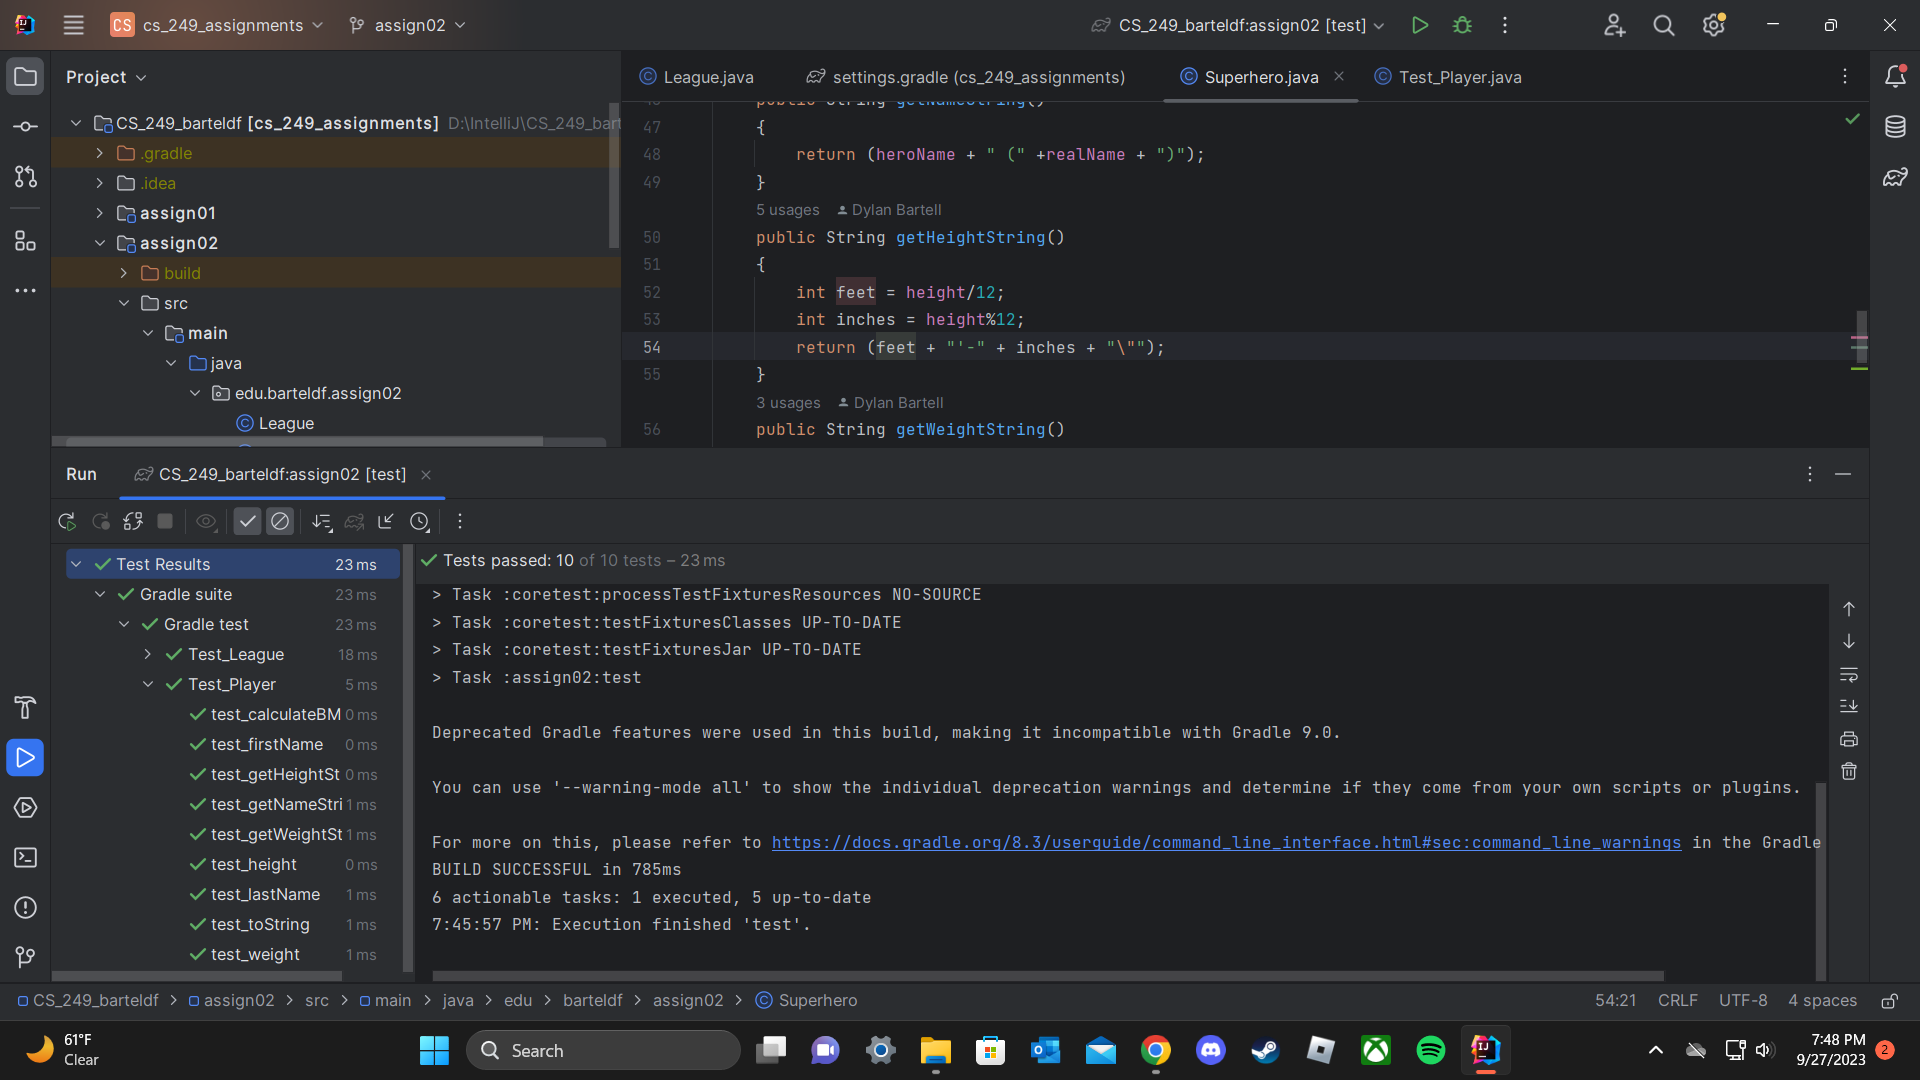 CS cs_249_assignments assign02 CS_249_barteldf:assign02 [test]
Project
League.java settings.gradle (cs_249_assignments) Superhero.java Test_Player.java
CS_249_barteldf [cs_249_assignments] D:\IntelliJ\CS_249_bart
.gradle
.idea
assign01
assign02
build
src
main
java
edu.barteldf.assign02
League
public String getNameString()
47 {
48 return (heroName + " (" +realName + ")");
49 }
5 usages Dylan Bartell
50 public String getHeightString()
51 {
52 int feet = height/12;
53 int inches = height%12;
54 return (feet + "'-" + inches + "\"");
55 }
3 usages Dylan Bartell
56 public String getWeightString()
Run CS_249_barteldf:assign02 [test]
Test Results 23 ms
Gradle suite 23 ms
Gradle test 23 ms
Test_League 18 ms
Test_Player 5 ms
test_calculateBM 0 ms
test_firstName 0 ms
test_getHeightSt 0 ms
test_getNameStri 1 ms
test_getWeightSt 1 ms
test_height 0 ms
test_lastName 1 ms
test_toString 1 ms
test_weight 1 ms
Tests passed: 10 of 10 tests – 23 ms
> Task :coretest:processTestFixturesResources NO-SOURCE
> Task :coretest:testFixturesClasses UP-TO-DATE
> Task :coretest:testFixturesJar UP-TO-DATE
> Task :assign02:test
Deprecated Gradle features were used in this build, making it incompatible with Gradle 9.0.
You can use '--warning-mode all' to show the individual deprecation warnings and determine if they come from your own scripts or plugins.
For more on this, please refer to https://docs.gradle.org/8.3/userguide/command_line_interface.html#sec:command_line_warnings in the Gradle
BUILD SUCCESSFUL in 785ms
6 actionable tasks: 1 executed, 5 up-to-date
7:45:57 PM: Execution finished 'test'.
CS_249_barteldf > assign02 > src > main > java > edu > barteldf > assign02 > Superhero 54:21 CRLF UTF-8 4 spaces
61°F
Clear
Search
7:48 PM
9/27/2023
2